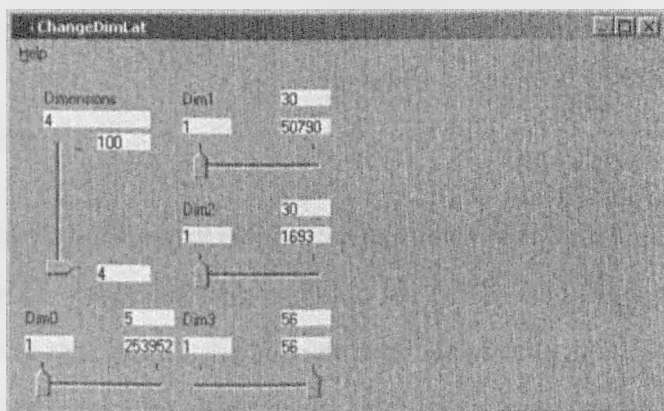 ChangeDimLat
Help
Dimensions
4
100
4
Dim1 30
1 50790
Dim2 30
1 1693
Dim0 5
1 253952
Dim3 56
1 56